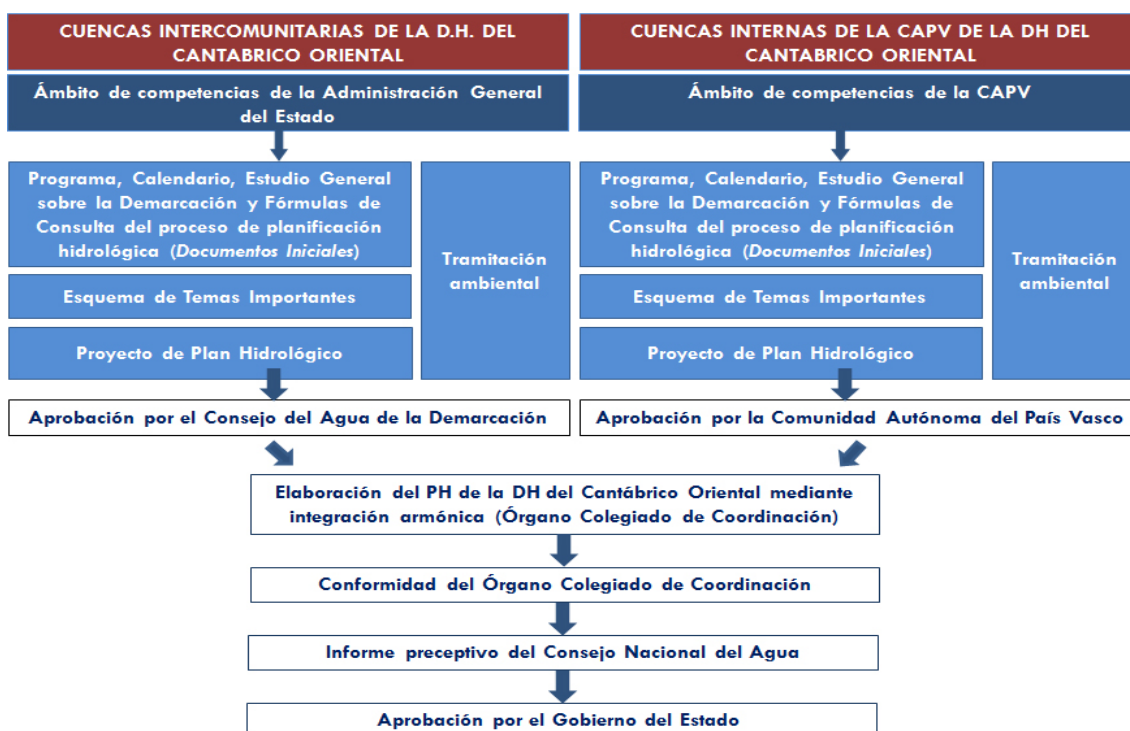 CUENCAS INTERCOMUNITARIAS DE LA D.H. DEL
CANTABRICO ORIENTAL
Ámbito de competencias de la Administración General
del Estado
Programa, Calendario, Estudio General
sobre la Demarcación y Fórmulas de
Consulta del proceso de planificación
hidrológica (Documentos Iniciales)
Esquema de Temas Importantes
Proyecto de Plan Hidrológico
Tramitación
ambiental
Aprobación por el Consejo del Agua de la Demarcación
CUENCAS INTERNAS DE LA CAPV DE LA DH DEL
CANTABRICO ORIENTAL
Ámbito de competencias de la CAPV
Programa, Calendario, Estudio General
sobre la Demarcación y Fórmulas de
Consulta del proceso de planificación
hidrológica (Documentos Iniciales)
Esquema de Temas Importantes
Proyecto de Plan Hidrológico
Tramitación
ambiental
Aprobación por la Comunidad Autónoma del País Vasco
Elaboración del PH de la DH del Cantábrico Oriental mediante
integración armónica (Órgano Colegiado de Coordinación)
Conformidad del Órgano Colegiado de Coordinación
Informe preceptivo del Consejo Nacional del Agua
Aprobación por el Gobierno del Estado